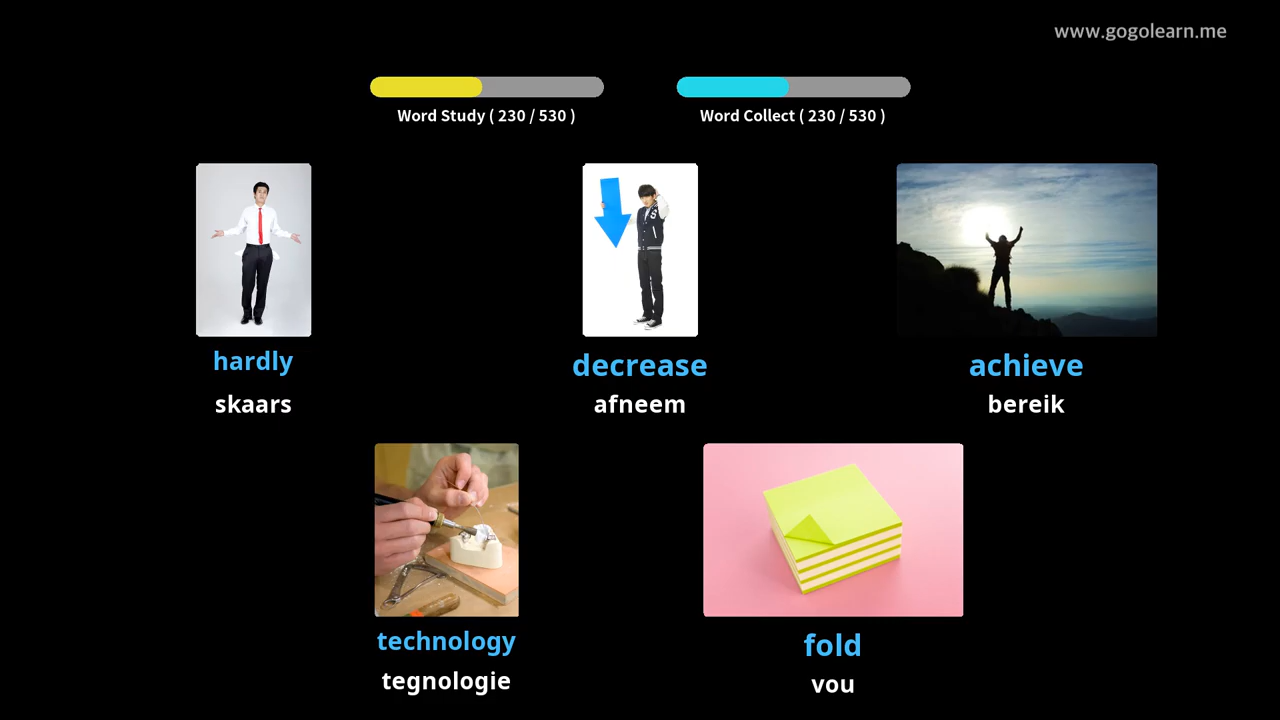 www.gogolearn.me
Word Study ( 230 / 530 )
Word Collect ( 230 / 530 )
hardly
skaars
decrease
afneem
achieve
bereik
technology
tegnologie
fold
vou